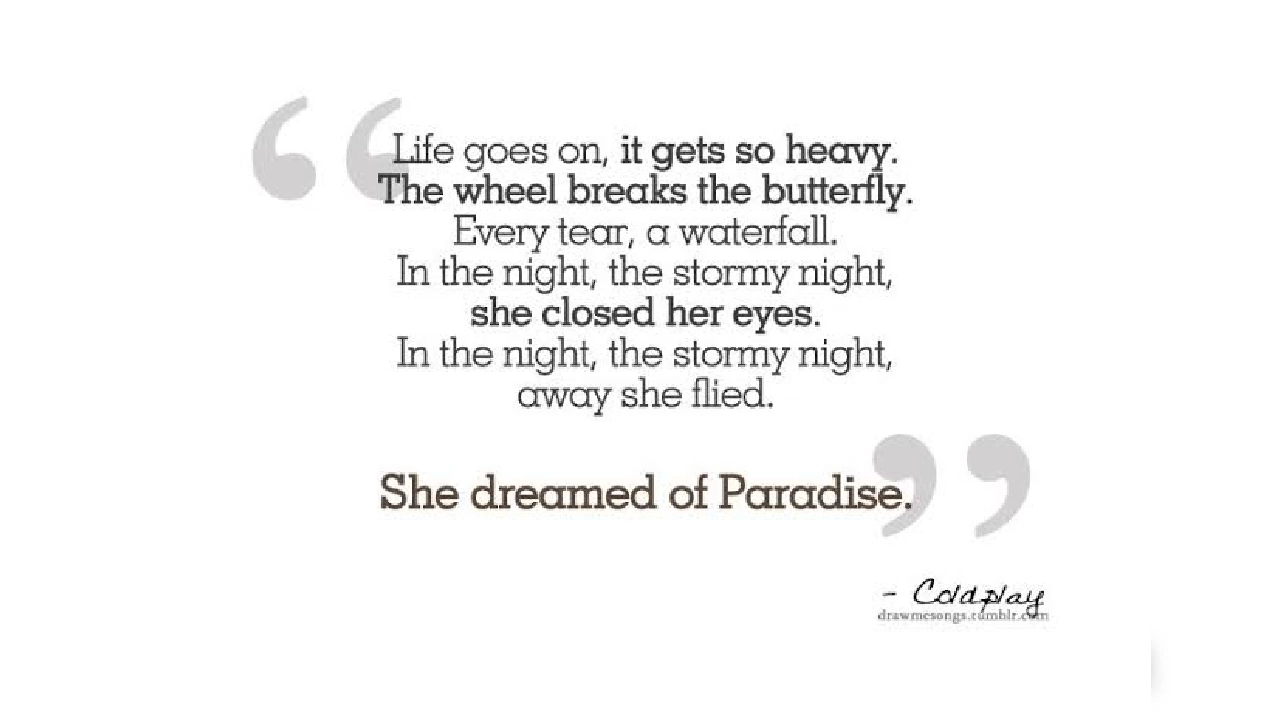 “Life goes on, it gets so heavy.
The wheel breaks the butterfly.
Every tear, a waterfall.
In the night, the stormy night,
she closed her eyes.
In the night, the stormy night,
away she flied.
She dreamed of Paradise.”
- Coldplay
drawmesongs.tumblr.com